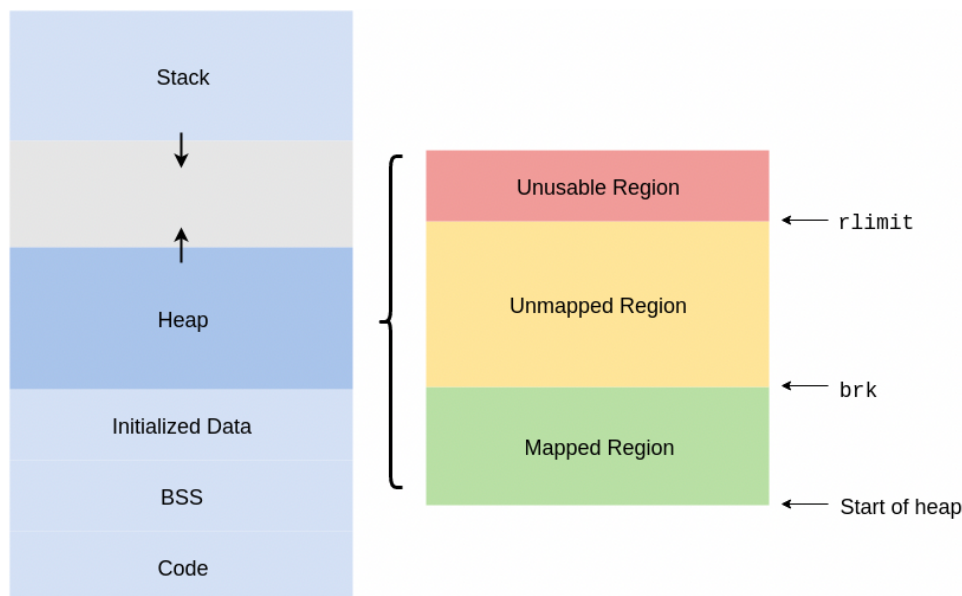 Stack
Heap
Initialized Data
BSS
Code
Unusable Region
rlimit
Unmapped Region
brk
Mapped Region
Start of heap